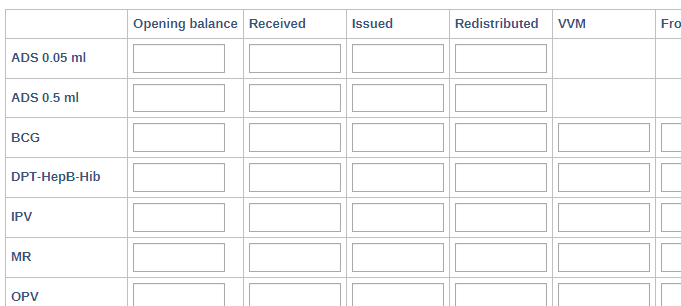 Opening balance Received Issued Redistributed VVM
ADS 0.05 ml
ADS 0.5 ml
BCG
DPT-HepB-Hib
IPV
MR
OPV